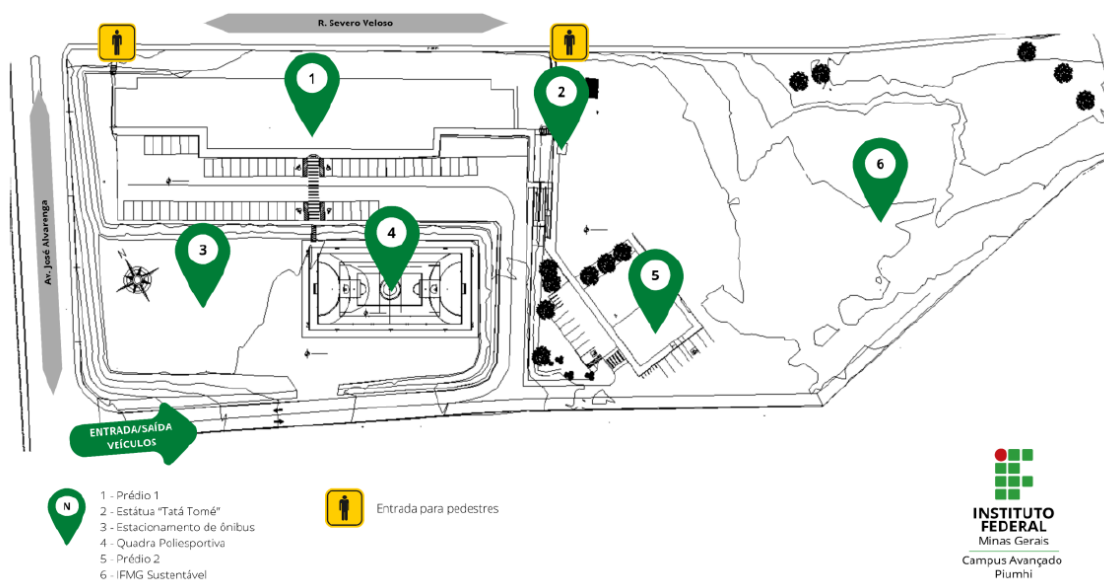 R. Severo Veloso
1
2
6
3
4
5
Av. José Alvarenga
N
ENTRADA/SAÍDA
VEÍCULOS
N
1 - Prédio 1
2 - Estátua "Tatá Tomé"
3 - Estacionamento de ônibus
4 - Quadra Poliesportiva
5 - Prédio 2
6 - IFMG Sustentável
Entrada para pedestres
INSTITUTO
FEDERAL
Minas Gerais
Campus Avançado
Piumhi